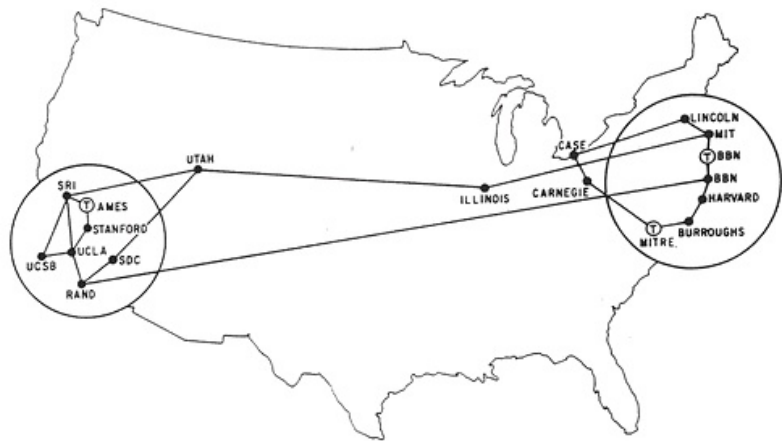 LINCOLN
MIT
CASE
T BBN
UTAH
BBN
SRI
CARNEGIE
ILLINOIS
HARVARD
T AMES
STANFORD
BURROUGHS
T
MITRE.
UCLA
SDC
UCSB
RAND